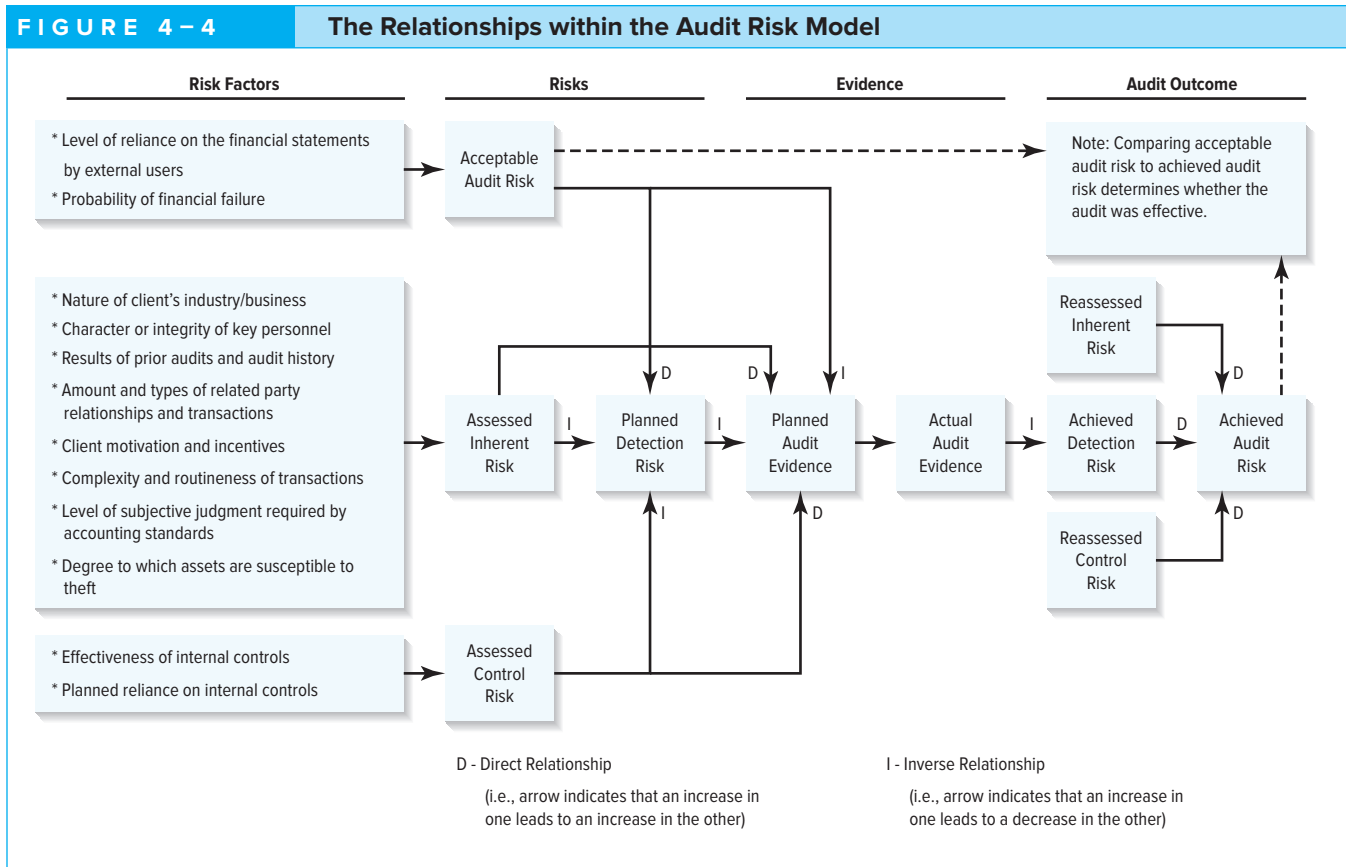 FIGURE 4–4
The Relationships within the Audit Risk Model
Risk Factors
Risks
Evidence
Audit Outcome
* Level of reliance on the financial statements
by external users
* Probability of financial failure
Acceptable
Audit Risk
Note: Comparing acceptable
audit risk to achieved audit
risk determines whether the
audit was effective.
* Nature of client's industry/business
* Character or integrity of key personnel
* Results of prior audits and audit history
* Amount and types of related party
relationships and transactions
* Client motivation and incentives
* Complexity and routineness of transactions
* Level of subjective judgment required by
accounting standards
* Degree to which assets are susceptible to
theft
Assessed
Inherent
Risk
I
D
Planned
Detection
Risk
I
I
D
I
Planned
Audit
Evidence
D
Actual
Audit
Evidence
I
Reassessed
Inherent
Risk
D
Achieved
Detection
Risk
D
Achieved
Audit
Risk
Reassessed
Control
Risk
D
* Effectiveness of internal controls
* Planned reliance on internal controls
Assessed
Control
Risk
D - Direct Relationship
(i.e., arrow indicates that an increase in
one leads to an increase in the other)
I - Inverse Relationship
(i.e., arrow indicates that an increase in
one leads to a decrease in the other)